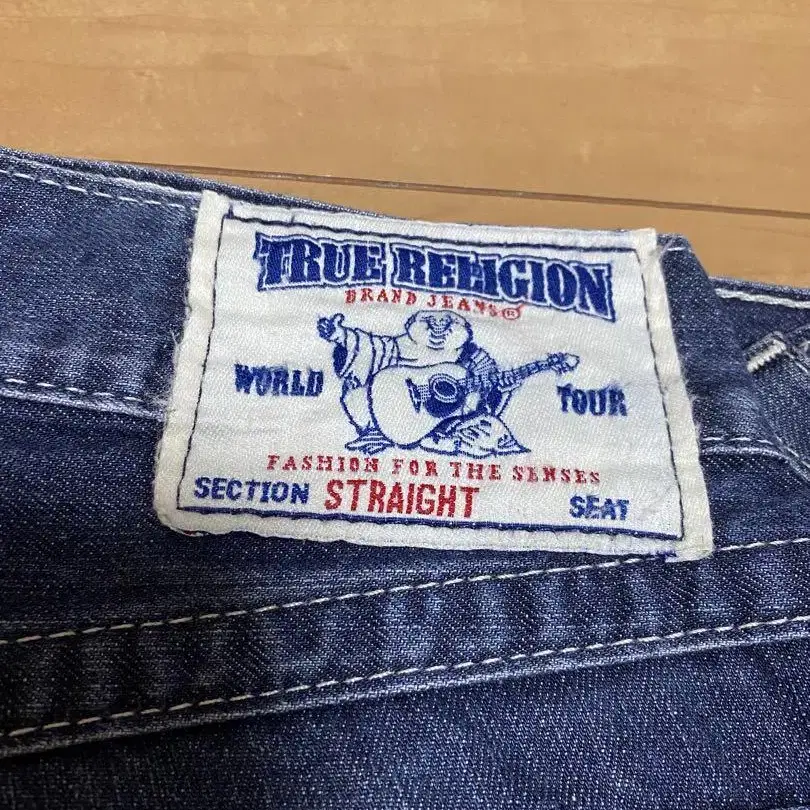 TRUE RELIGION
BRAND JEANS®
WORLD TOUR
FASHION FOR THE SENSES
SECTION STRAIGHT SEAT